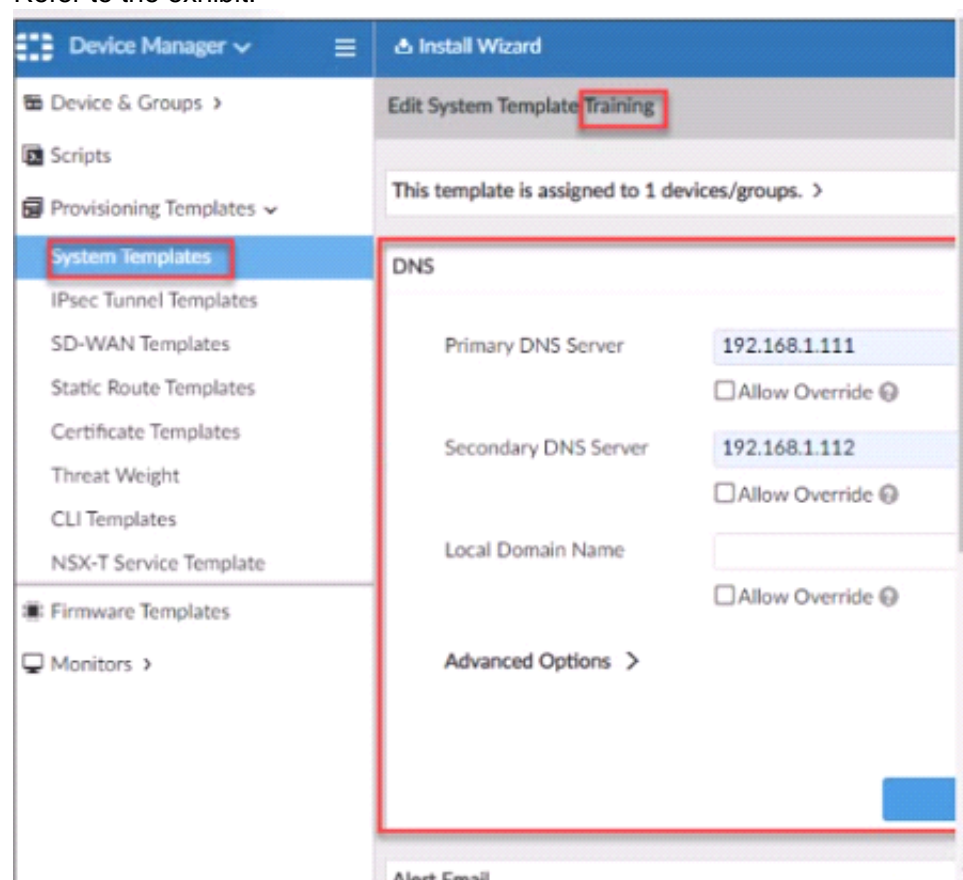 Refer to the exhibit.
Device Manager
Install Wizard
Device & Groups
Edit System Template Training
Scripts
This template is assigned to 1 devices/groups. >
Provisioning Templates
System Templates
DNS
IPsec Tunnel Templates
SD-WAN Templates
Primary DNS Server 192.168.1.111
Static Route Templates
Allow Override
Certificate Templates
Secondary DNS Server 192.168.1.112
Threat Weight
Allow Override
CLI Templates
Local Domain Name
NSX-T Service Template
Allow Override
Firmware Templates
Monitors >
Advanced Options >
Alert Email